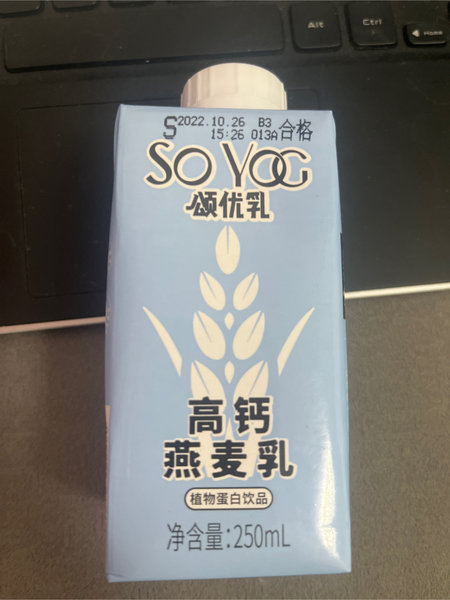 Alt
Ctrl
Home
S2022.10.26 B3
15:26 013A合格
SO YOG
颂优乳
高钙
燕麦乳
植物蛋白饮品
净含量:250mL